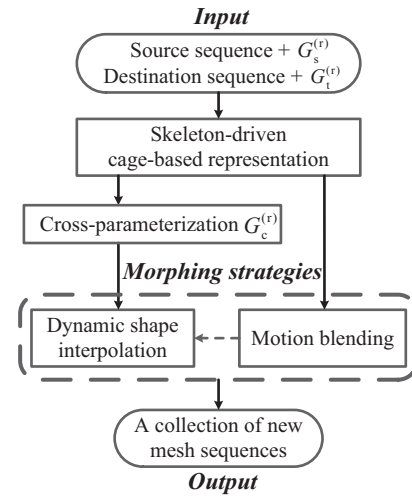 Input
Source sequence + G_s^(r)
Destination sequence + G_t^(r)
Skeleton-driven
cage-based representation
Cross-parameterization G_c^(r)
Morphing strategies
Dynamic shape
interpolation
Motion blending
A collection of new
mesh sequences
Output